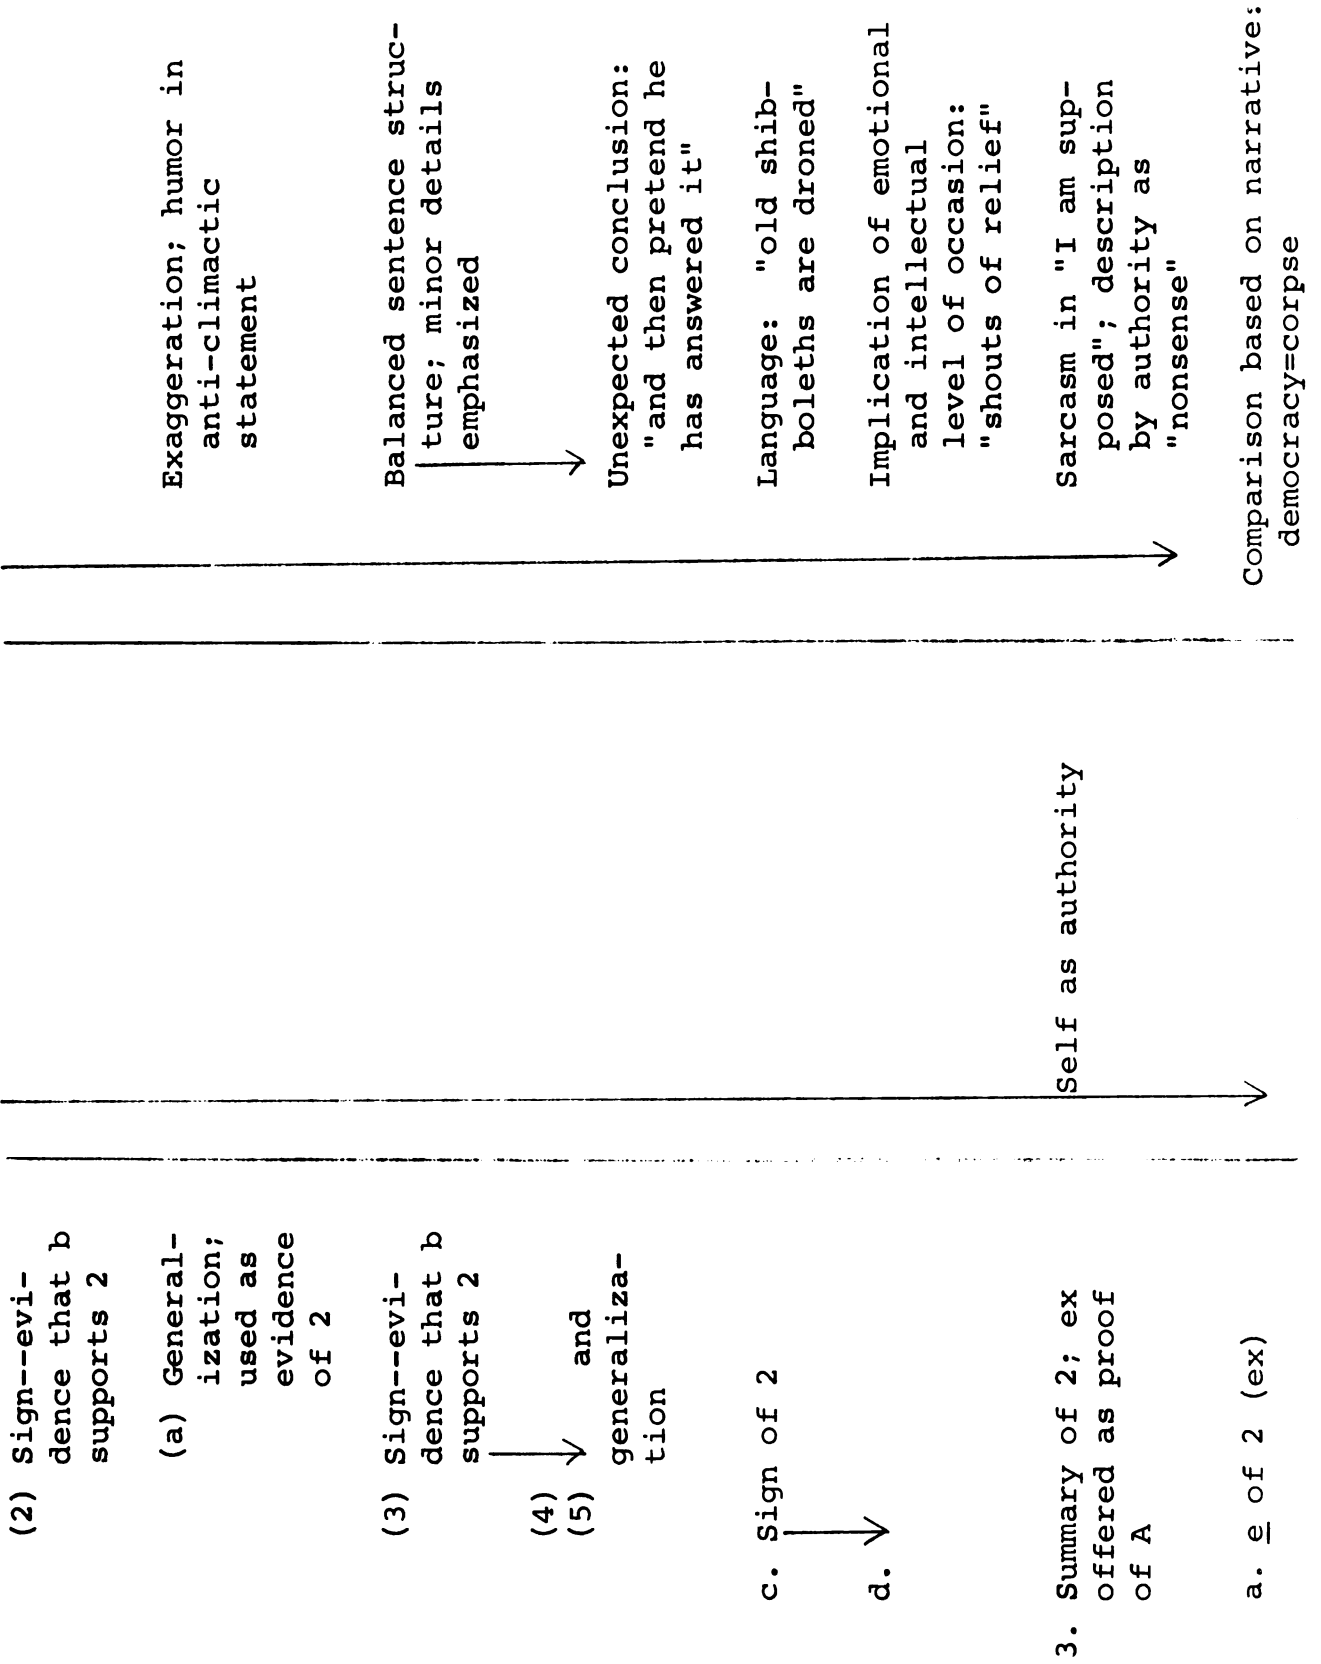 (2) Sign--evi-
dence that b
supports 2
(a) General-
ization;
used as
evidence
of 2
Exaggeration; humor in
anti-climactic
statement
(3) Sign--evi-
dence that b
supports 2
Balanced sentence struc-
ture; minor details
emphasized
(4)
(5) and
generaliza-
tion
Unexpected conclusion:
"and then pretend he
has answered it"
c. Sign of 2
Language: "old shib-
boleths are droned"
d.
Implication of emotional
and intellectual
level of occasion:
"shouts of relief"
3. Summary of 2; ex
offered as proof
of A
Self as authority
Sarcasm in "I am sup-
posed"; description
by authority as
"nonsense"
a. e of 2 (ex)
Comparison based on narrative:
democracy=corpse